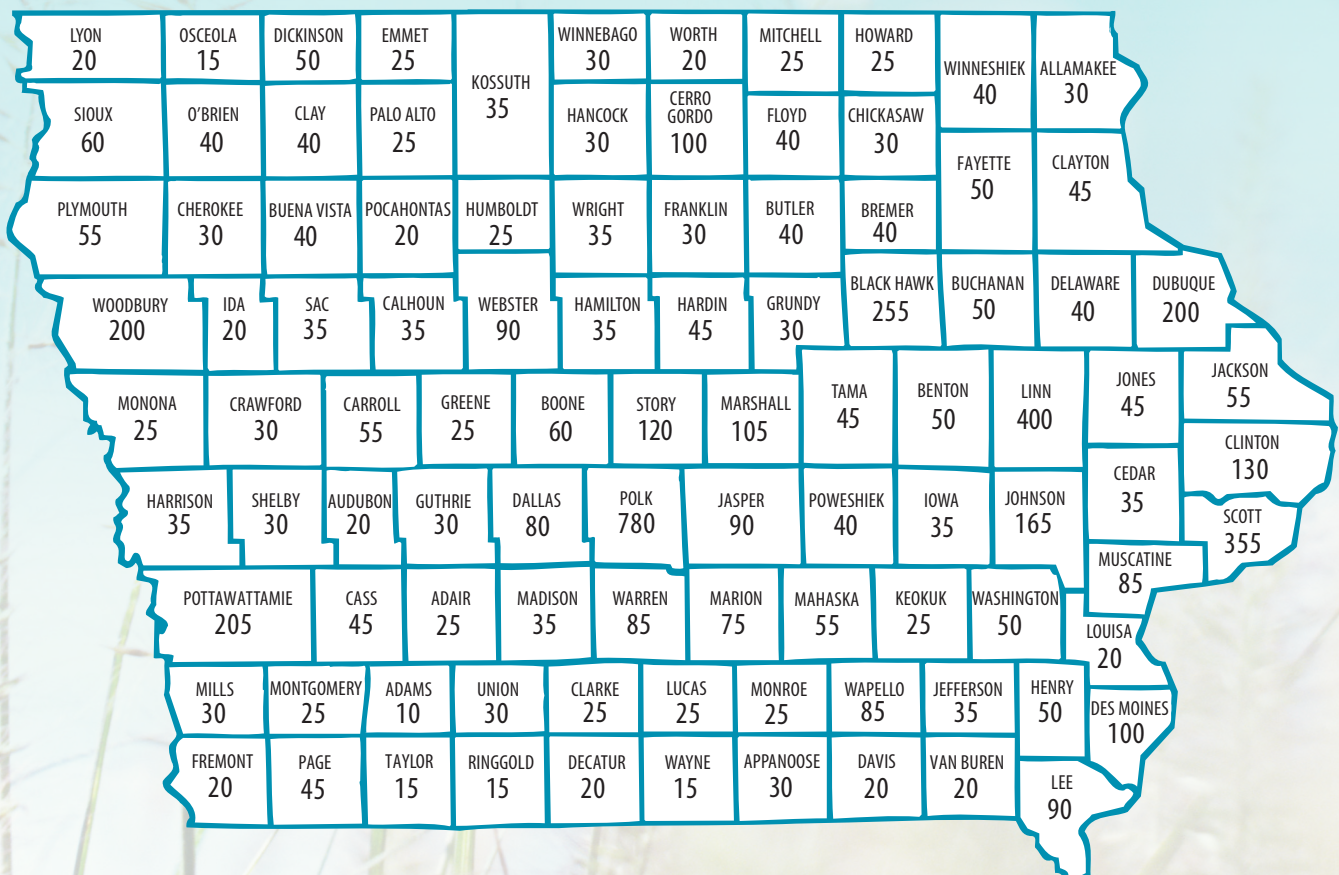 LYON
20
OSCEOLA
15
DICKINSON
50
EMMET
25
KOSSUTH
35
WINNEBAGO
30
WORTH
20
MITCHELL
25
HOWARD
25
WINNESHIEK
40
ALLAMAKEE
30
SIOUX
60
O'BRIEN
40
CLAY
40
PALO ALTO
25
HANCOCK
30
CERRO
GORDO
100
FLOYD
40
CHICKASAW
30
FAYETTE
50
CLAYTON
45
PLYMOUTH
55
CHEROKEE
30
BUENA VISTA
40
POCAHONTAS
20
HUMBOLDT
25
WRIGHT
35
FRANKLIN
30
BUTLER
40
BREMER
40
WOODBURY
200
IDA
20
SAC
35
CALHOUN
35
WEBSTER
90
HAMILTON
35
HARDIN
45
GRUNDY
30
BLACK HAWK
255
BUCHANAN
50
DELAWARE
40
DUBUQUE
200
MONONA
25
CRAWFORD
30
CARROLL
55
GREENE
25
BOONE
60
STORY
120
MARSHALL
105
TAMA
45
BENTON
50
LINN
400
JONES
45
JACKSON
55
CLINTON
130
HARRISON
35
SHELBY
30
AUDUBON
20
GUTHRIE
30
DALLAS
80
POLK
780
JASPER
90
POWESHIEK
40
IOWA
35
JOHNSON
165
CEDAR
35
SCOTT
355
MUSCATINE
85
POTTAWATTAMIE
205
CASS
45
ADAIR
25
MADISON
35
WARREN
85
MARION
75
MAHASKA
55
KEOKUK
25
WASHINGTON
50
LOUISA
20
MILLS
30
MONTGOMERY
25
ADAMS
10
UNION
30
CLARKE
25
LUCAS
25
MONROE
25
WAPELLO
85
JEFFERSON
35
HENRY
50
DES MOINES
100
FREMONT
20
PAGE
45
TAYLOR
15
RINGGOLD
15
DECATUR
20
WAYNE
15
APPANOOSE
30
DAVIS
20
VAN BUREN
20
LEE
90